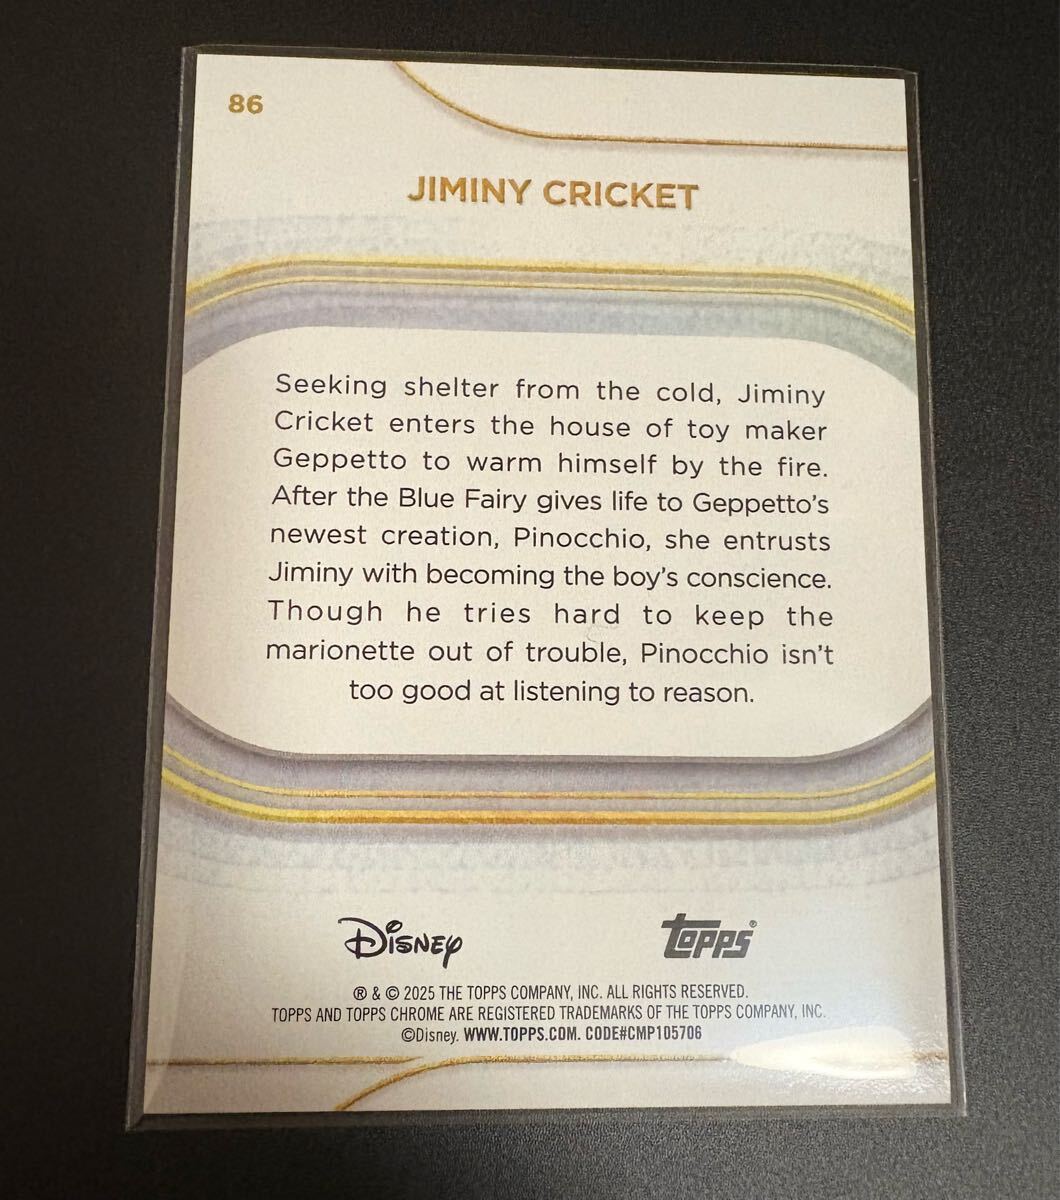 86
JIMINY CRICKET
Seeking shelter from the cold, Jiminy
Cricket enters the house of toy maker
Geppetto to warm himself by the fire.
After the Blue Fairy gives life to Geppetto's
newest creation, Pinocchio, she entrusts
Jiminy with becoming the boy's conscience.
Though he tries hard to keep the
marionette out of trouble, Pinocchio isn't
too good at listening to reason.
Disney topps®
® & © 2025 THE TOPPS COMPANY, INC. ALL RIGHTS RESERVED.
TOPPS AND TOPPS CHROME ARE REGISTERED TRADEMARKS OF THE TOPPS COMPANY, INC.
©Disney. WWW.TOPPS.COM. CODE#CMP105706